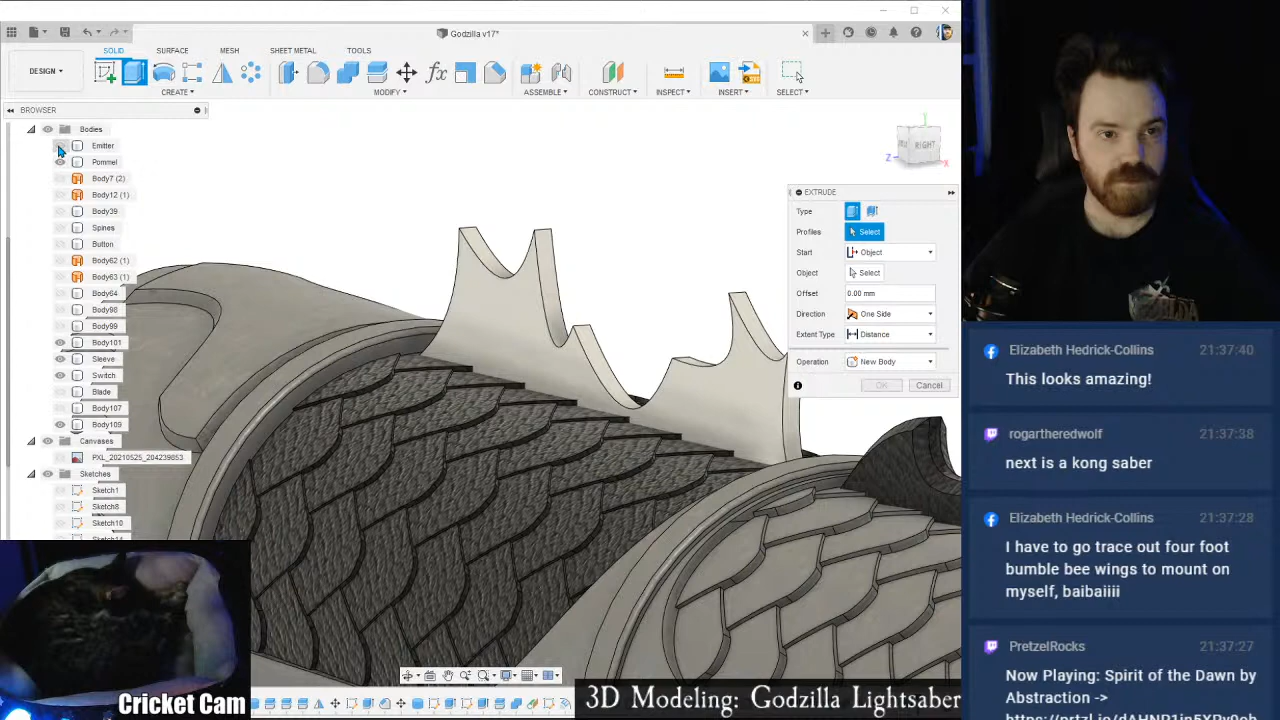 Godzilla v17*
DESIGN
SOLID
SURFACE
MESH
SHEET METAL
TOOLS
CREATE
MODIFY
ASSEMBLE
CONSTRUCT
INSPECT
INSERT
SELECT
BROWSER
Bodies
Emitter
Pommel
Body7 (2)
Body12 (1)
Body39
Spines
Button
Body62 (1)
Body63 (1)
Body64
Body98
Body99
Body101
Sleeve
Switch
Blade
Body107
Body109
Canvases
PXL_20210525_204239853
Sketches
Sketch1
Sketch8
Sketch10
RIGHT
Z
Y
X
EXTRUDE
Type
Profiles Select
Start Object
Object Select
Offset 0.00 mm
Direction One Side
Extent Type Distance
Operation New Body
OK Cancel
Cricket Cam
3D Modeling: Godzilla Lightsaber
Elizabeth Hedrick-Collins 21:37:40
This looks amazing!
rogartheredwolf 21:37:38
next is a kong saber
Elizabeth Hedrick-Collins 21:37:28
I have to go trace out four foot
bumble bee wings to mount on
myself, baibaiiii
PretzelRocks 21:37:27
Now Playing: Spirit of the Dawn by
Abstraction ->